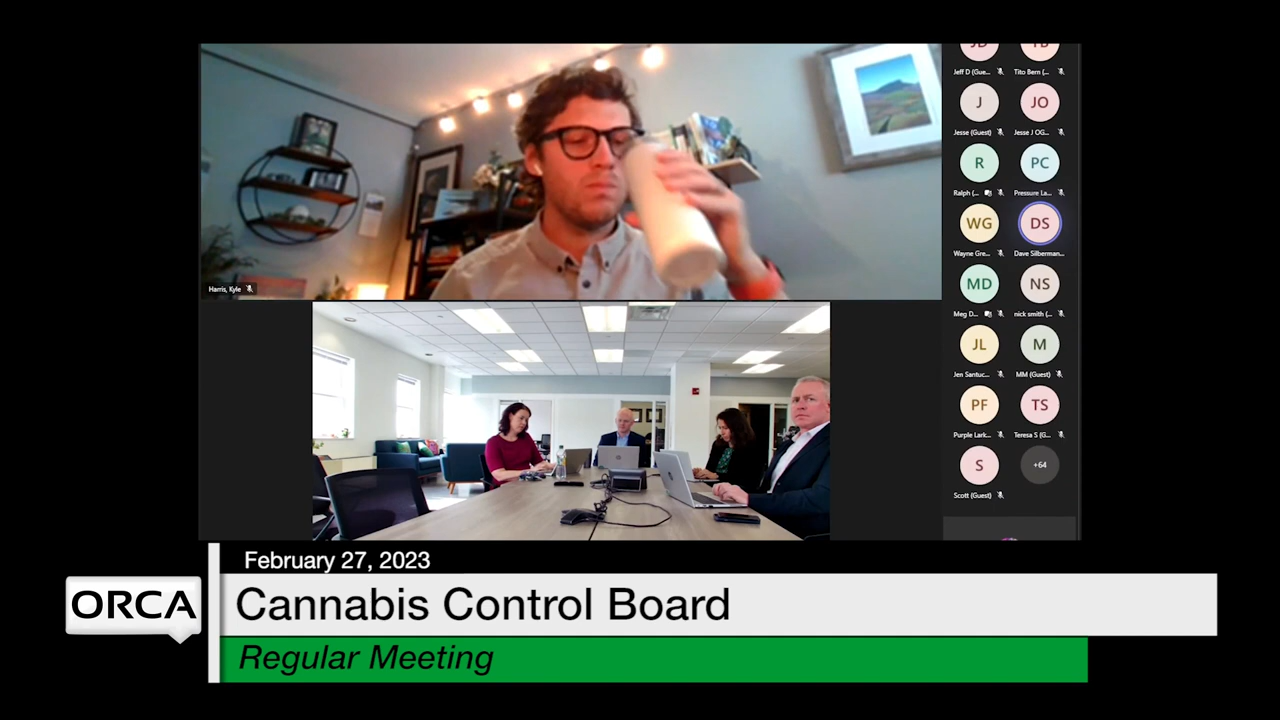 Jeff D (Gue...
Tito Bern (...
J
JO
Jesse (Guest)
Jesse J OG...
R
PC
Ralph (...
Pressure La...
WG
DS
Wayne Gre...
Dave Silberman...
MD
NS
Meg D...
nick smith (...
JL
M
Jen Santuc...
MM (Guest)
PF
TS
Purple Lark...
Teresa S (G...
S
+64
Scott (Guest)
Harris, Kyle
February 27, 2023
ORCA
Cannabis Control Board
Regular Meeting